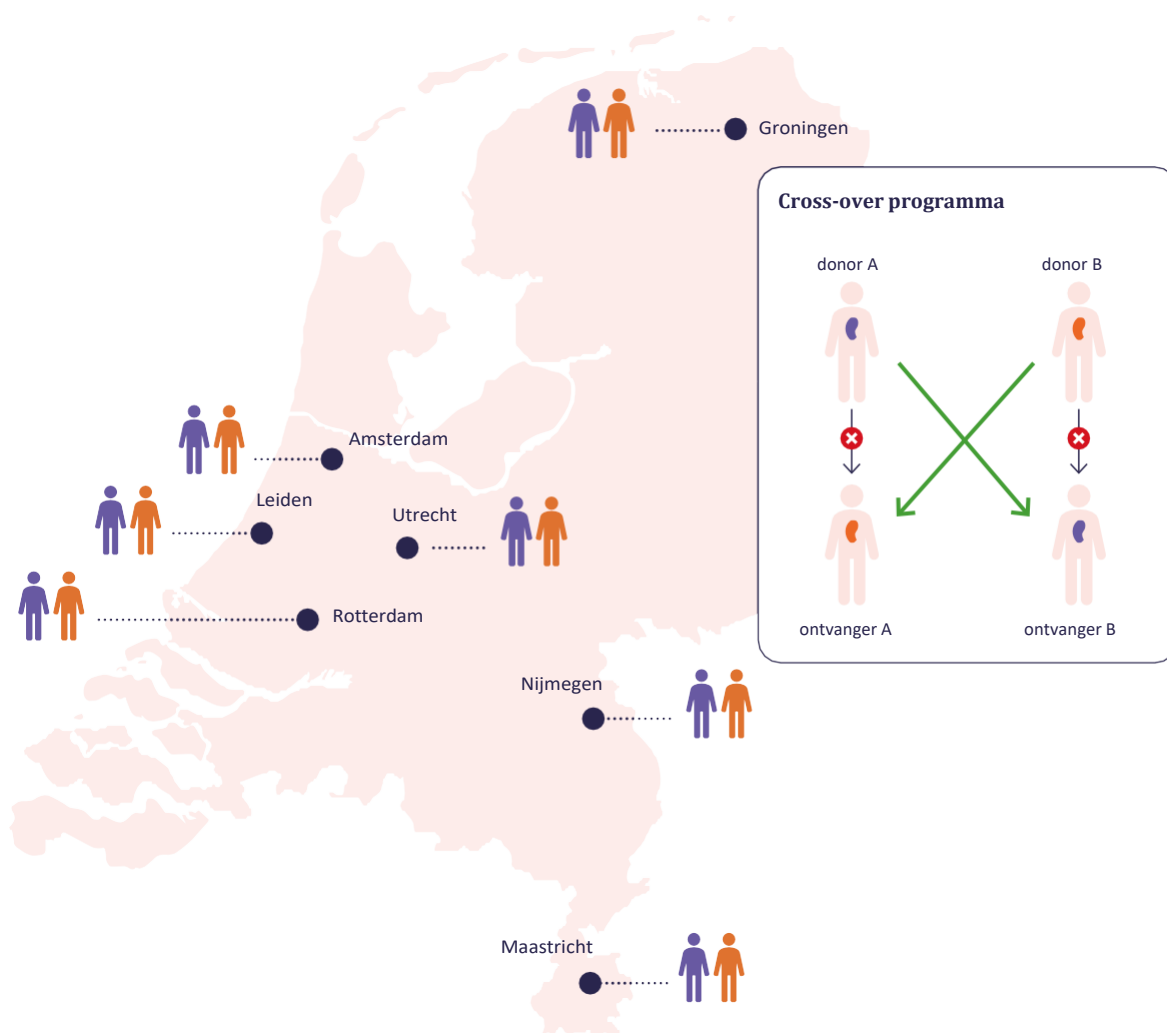 Groningen
Cross-over programma
donor A
donor B
Amsterdam
Leiden
Utrecht
Rotterdam
ontvanger A
ontvanger B
Nijmegen
Maastricht